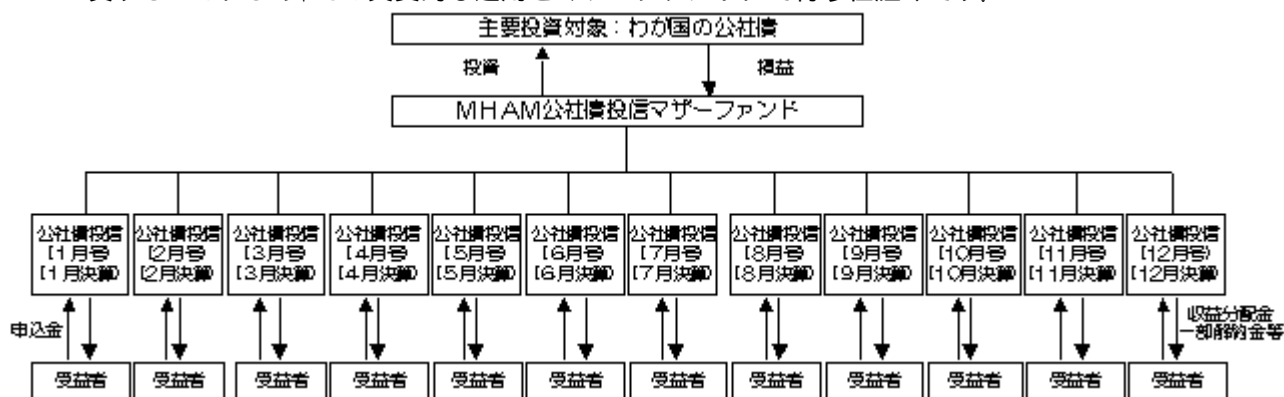 主要投資対象：わが国の公社債
投資
損益
MHAM公社債投信マザーファンド
公社債投信 公社債投信 公社債投信 公社債投信 公社債投信 公社債投信 公社債投信 公社債投信 公社債投信 公社債投信 公社債投信 公社債投信
[1月号 [2月号 [3月号 [4月号 [5月号 [6月号 [7月号 [8月号 [9月号 [10月号 [11月号 [12月号)
[1月決算) [2月決算) [3月決算) [4月決算) [5月決算) [6月決算) [7月決算) [8月決算) [9月決算) [10月決算) [11月決算) [12月決算)
申込金
収益分配金
一部解約金等
受益者 受益者 受益者 受益者 受益者 受益者 受益者 受益者 受益者 受益者 受益者 受益者